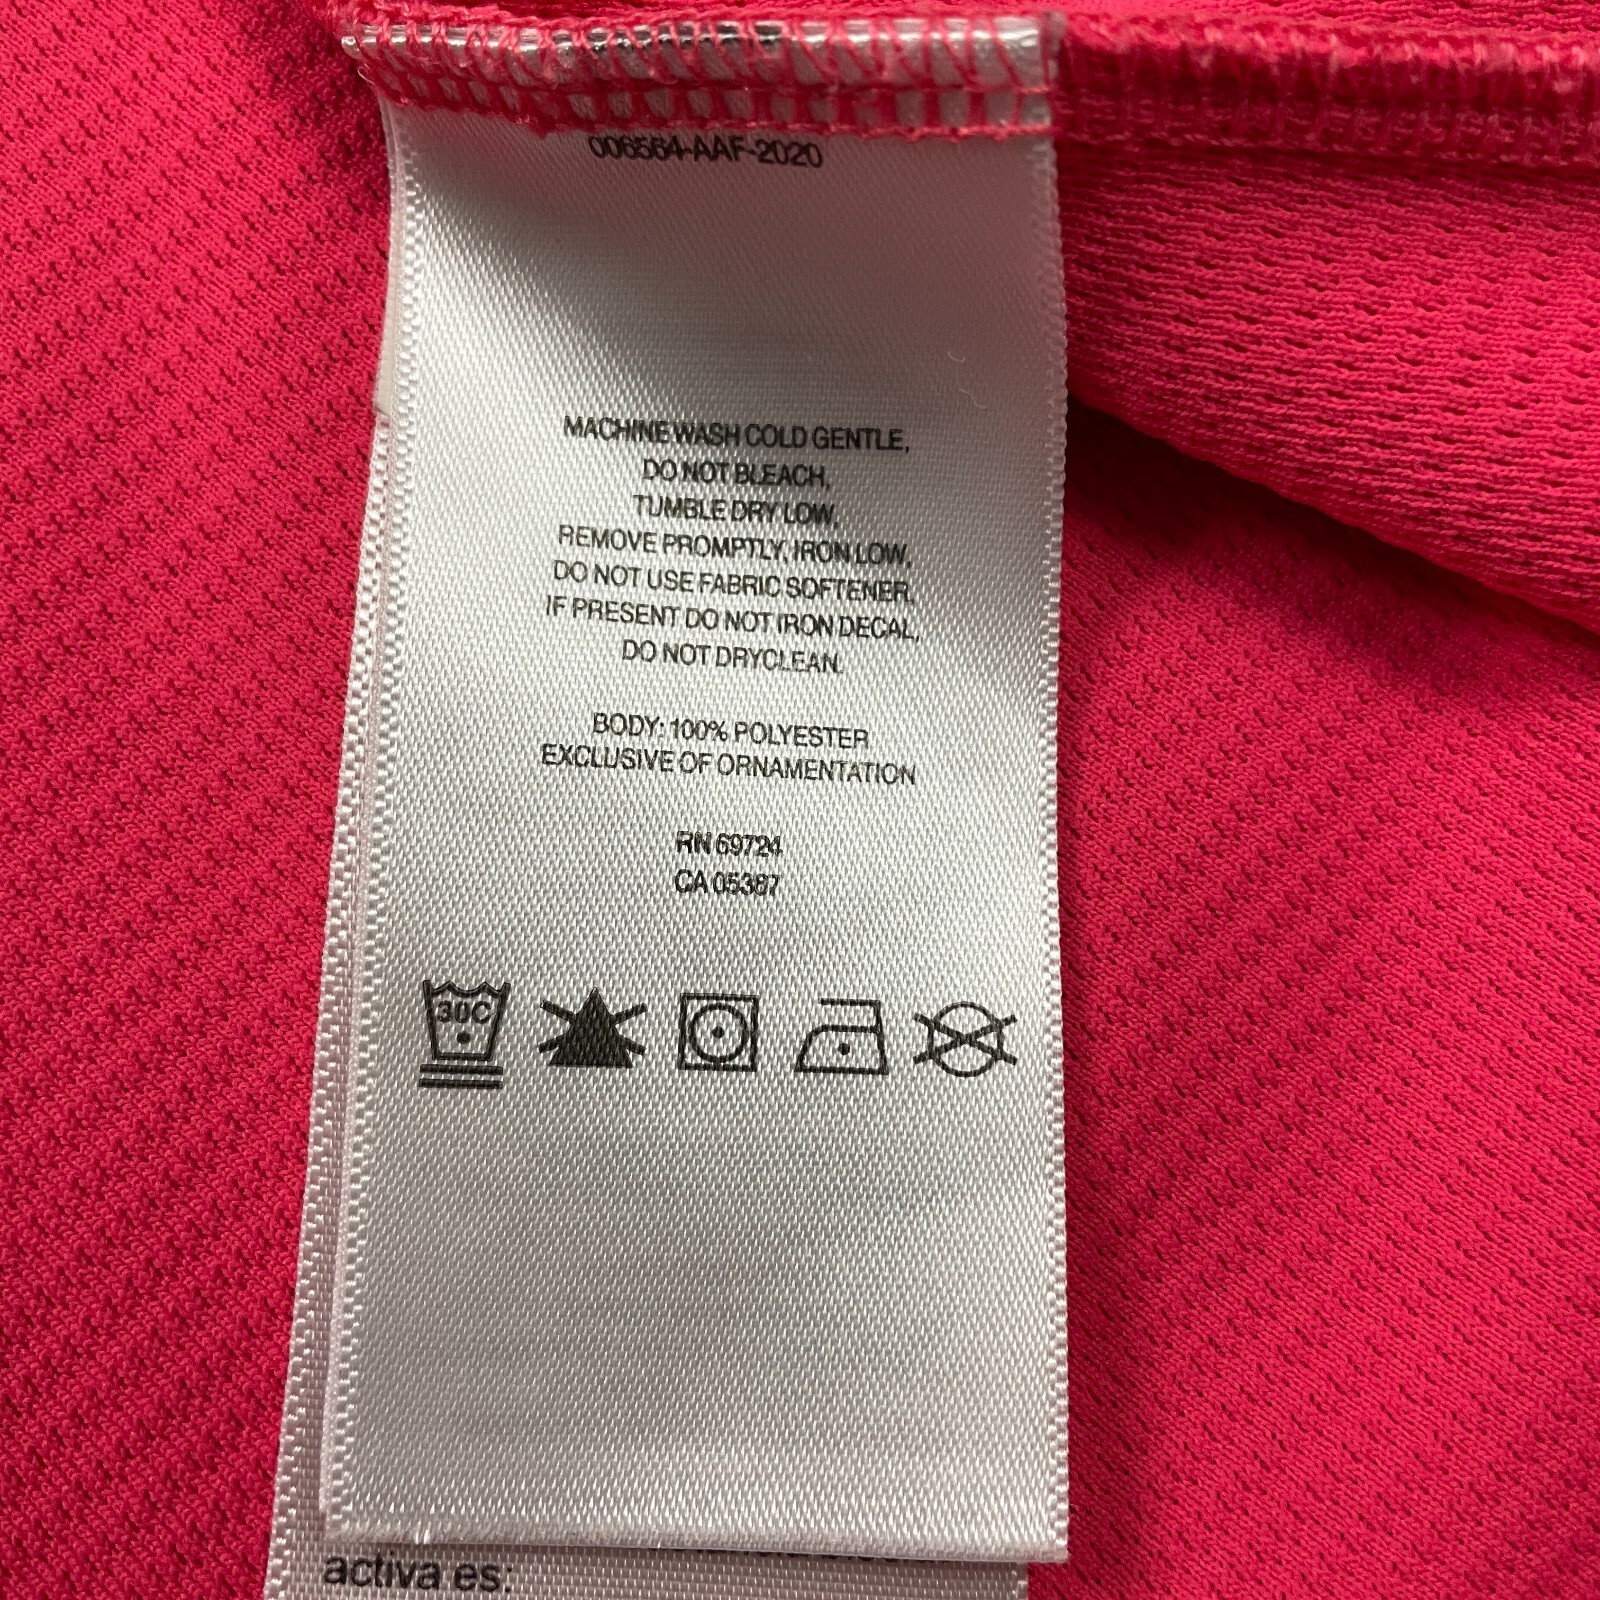 006564-AAF-2020
MACHINE WASH COLD GENTLE,
DO NOT BLEACH,
TUMBLE DRY LOW,
REMOVE PROMPTLY, IRON LOW,
DO NOT USE FABRIC SOFTENER,
IF PRESENT DO NOT IRON DECAL,
DO NOT DRYCLEAN.
BODY: 100% POLYESTER
EXCLUSIVE OF ORNAMENTATION
RN 69724
CA 05387
30C
activa es: